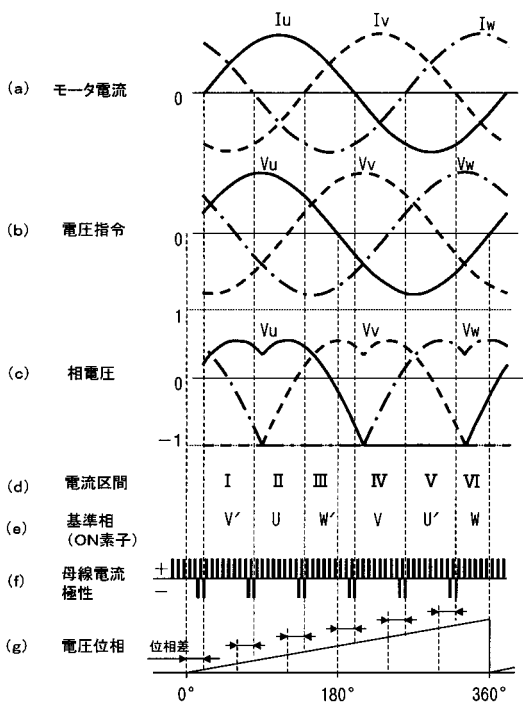 Iu Iv Iw
(a) モータ電流 0
Vu Vv Vw
(b) 電圧指令 0
1
Vu Vv Vw
(c) 相電圧 0
-1
(d) 電流区間 I II III IV V VI
(e) 基準相 V′ U W′ V U′ W
(ON素子)
(f) 母線電流 +
極性 −
(g) 電圧位相 位相差
0° 180° 360°